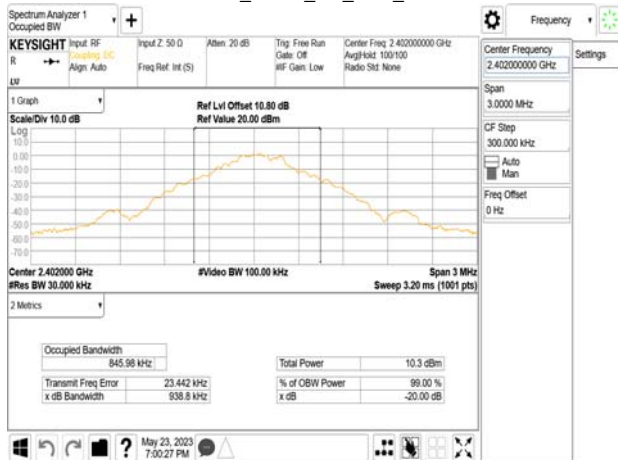 Spectrum Analyzer 1
Occupied BW
Frequency
KEYSIGHT
Input: RF
Coupling: DC
Align: Auto
Input Z: 50 Ω
Freq Ref: Int (S)
Atten: 20 dB
Trig: Free Run
Gate: Off
#IF Gain: Low
Center Freq: 2.402000000 GHz
Avg|Hold: 100/100
Radio Std: None
R
LVI
Center Frequency
2.402000000 GHz
Settings
Span
3.0000 MHz
CF Step
300.000 kHz
Auto
Man
Freq Offset
0 Hz
1 Graph
Scale/Div 10.0 dB
Ref Lvl Offset 10.80 dB
Ref Value 20.00 dBm
Log
10.0
0.00
-10.0
-20.0
-30.0
-40.0
-50.0
-60.0
-70.0
Center 2.402000 GHz
#Video BW 100.00 kHz
Span 3 MHz
#Res BW 30.000 kHz
Sweep 3.20 ms (1001 pts)
2 Metrics
Occupied Bandwidth
845.98 kHz
Total Power 10.3 dBm
Transmit Freq Error 23.442 kHz
% of OBW Power 99.00 %
x dB Bandwidth 938.8 kHz
x dB -20.00 dB
May 23, 2023
7:00:27 PM